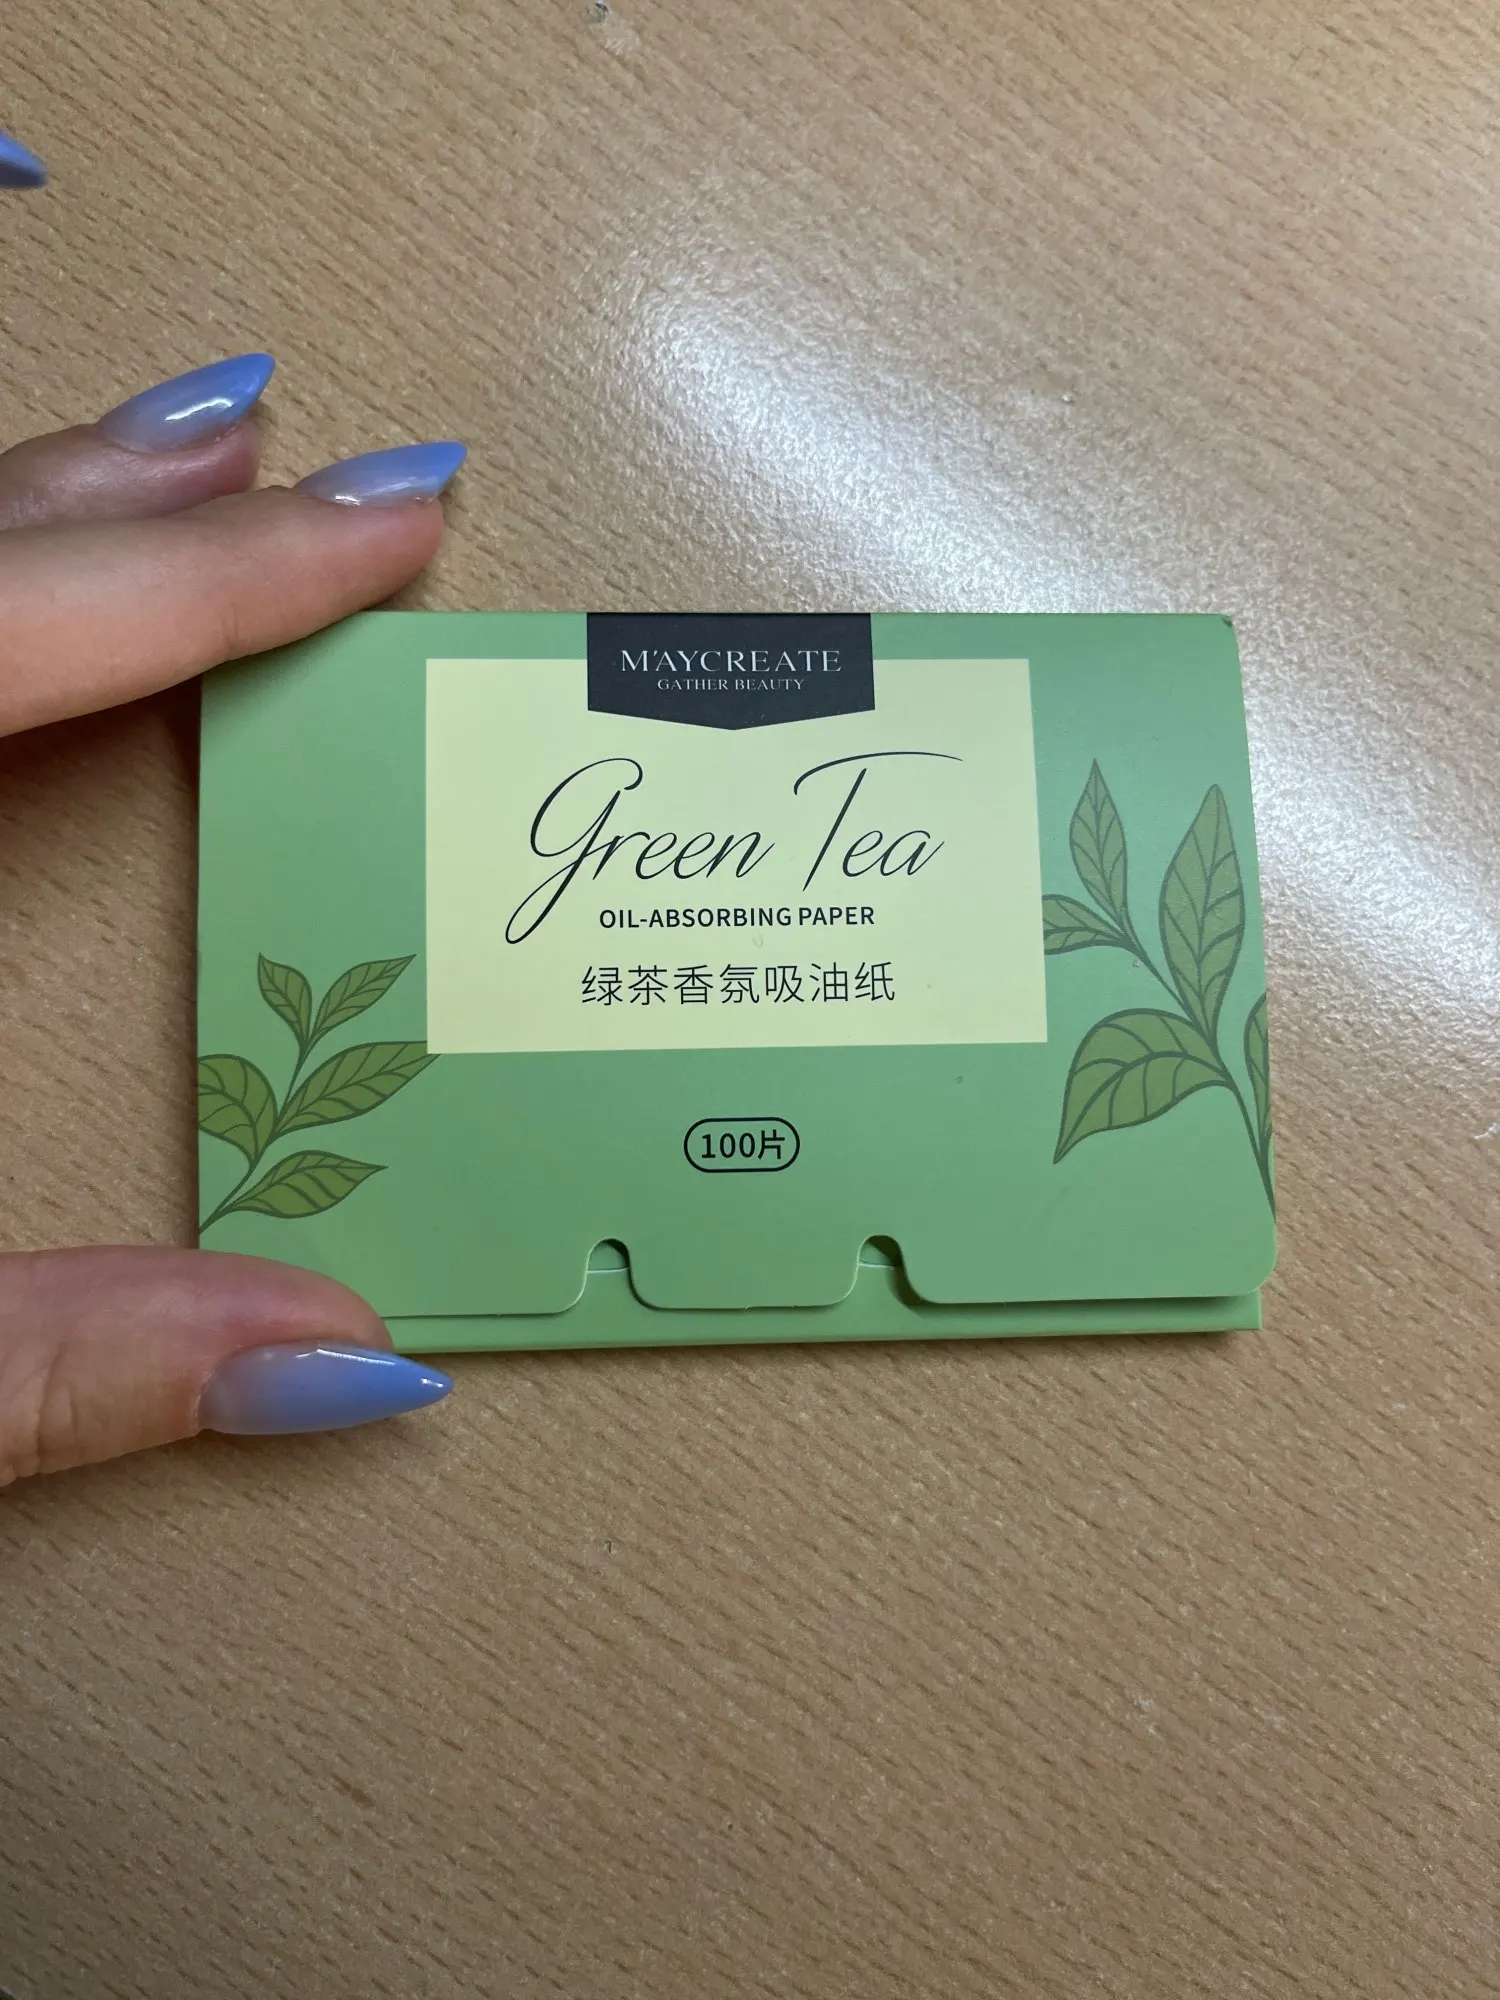 M'AYCREATE
GATHER BEAUTY
Green Tea
OIL-ABSORBING PAPER
绿茶香氛吸油纸
100片